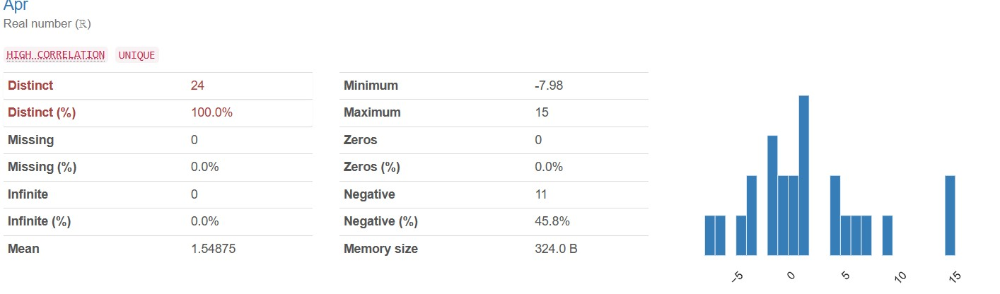 Apr
Real number (ℝ)
HIGH CORRELATION UNIQUE
Distinct 24
Distinct (%) 100.0%
Missing 0
Missing (%) 0.0%
Infinite 0
Infinite (%) 0.0%
Mean 1.54875
Minimum -7.98
Maximum 15
Zeros 0
Zeros (%) 0.0%
Negative 11
Negative (%) 45.8%
Memory size 324.0 B
−5 0 5 10 15